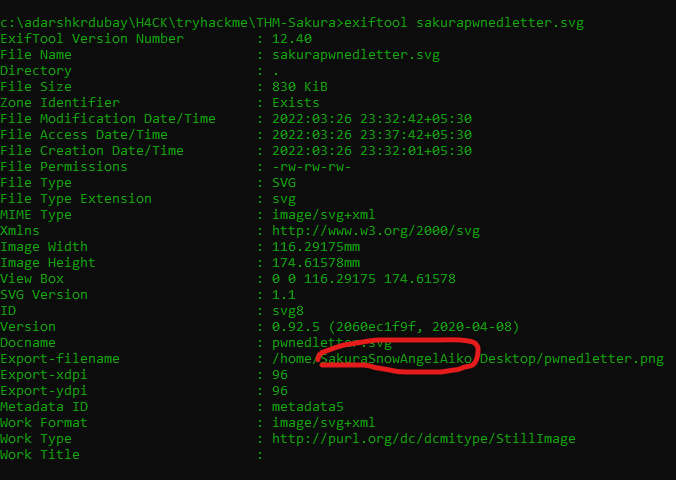 c:\adarshkrdubay\H4CK\tryhackme\THM-Sakura>exiftool sakurapwnedletter.svg
ExifTool Version Number         : 12.40
File Name                       : sakurapwnedletter.svg
Directory                       : .
File Size                       : 830 KiB
Zone Identifier                 : Exists
File Modification Date/Time     : 2022:03:26 23:32:42+05:30
File Access Date/Time           : 2022:03:26 23:37:42+05:30
File Creation Date/Time         : 2022:03:26 23:32:01+05:30
File Permissions                : -rw-rw-rw-
File Type                       : SVG
File Type Extension             : svg
MIME Type                       : image/svg+xml
Xmlns                           : http://www.w3.org/2000/svg
Image Width                     : 116.29175mm
Image Height                    : 174.61578mm
View Box                        : 0 0 116.29175 174.61578
SVG Version                     : 1.1
ID                              : svg8
Version                         : 0.92.5 (2060ec1f9f, 2020-04-08)
Docname                         : pwnedletter.svg
Export-filename                 : /home/SakuraSnowAngelAiko/Desktop/pwnedletter.png
Export-xdpi                     : 96
Export-ydpi                     : 96
Metadata ID                     : metadata5
Work Format                     : image/svg+xml
Work Type                       : http://purl.org/dc/dcmitype/StillImage
Work Title                      :